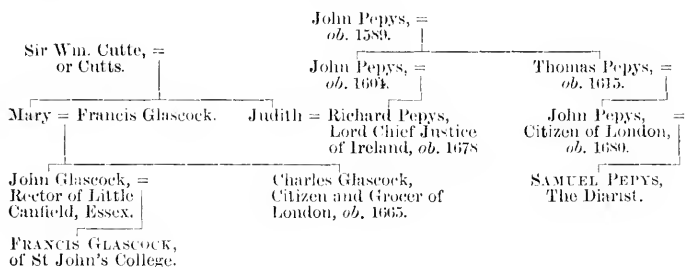 John Pepys, =
ob. 1589.
Sir Wm. Cutte, =
or Cutts.
John Pepys, =
ob. 1604.
Thomas Pepys, =
ob. 1615.
Mary = Francis Glascock.
Judith = Richard Pepys,
Lord Chief Justice
of Ireland, ob. 1678
John Pepys, =
Citizen of London,
ob. 1680.
John Glascock, =
Rector of Little
Canfield, Essex.
Charles Glascock,
Citizen and Grocer of
London, ob. 1665.
SAMUEL PEPYS,
The Diarist.
FRANCIS GLASCOCK,
of St John's College.